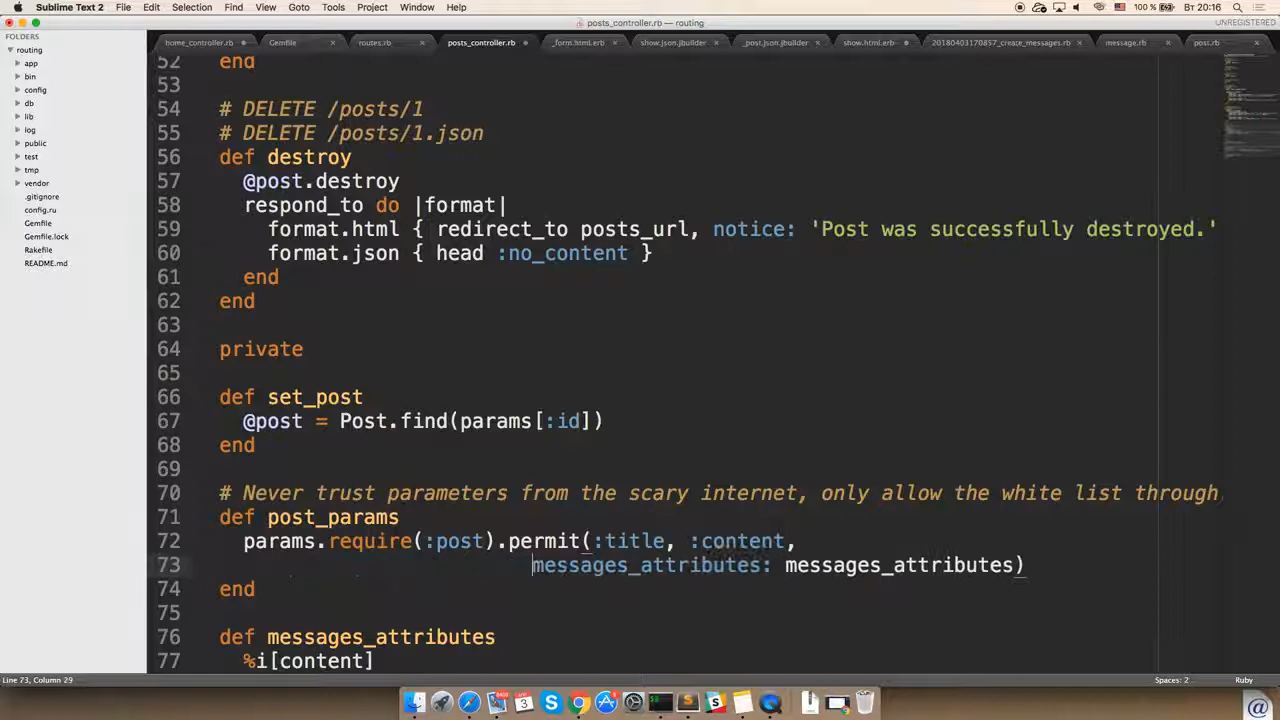 Sublime Text 2 File Edit Selection Find View Goto Tools Project Window Help 100 % Вт 20:16
posts_controller.rb — routing UNREGISTERED
home_controller.rb Gemfile routes.rb posts_controller.rb _form.html.erb show.json.jbuilder _post.json.jbuilder show.html.erb 20180403170857_create_messages.rb message.rb post.rb
FOLDERS
routing
app
bin
config
db
lib
log
public
test
tmp
vendor
.gitignore
config.ru
Gemfile
Gemfile.lock
Rakefile
README.md
52 end
53
54 # DELETE /posts/1
55 # DELETE /posts/1.json
56 def destroy
57 @post.destroy
58 respond_to do |format|
59 format.html { redirect_to posts_url, notice: 'Post was successfully destroyed.'
60 format.json { head :no_content }
61 end
62 end
63
64 private
65
66 def set_post
67 @post = Post.find(params[:id])
68 end
69
70 # Never trust parameters from the scary internet, only allow the white list through
71 def post_params
72 params.require(:post).permit(:title, :content,
73 messages_attributes: messages_attributes)
74 end
75
76 def messages_attributes
77 %i[content]
Line 73, Column 29 Spaces: 2 Ruby